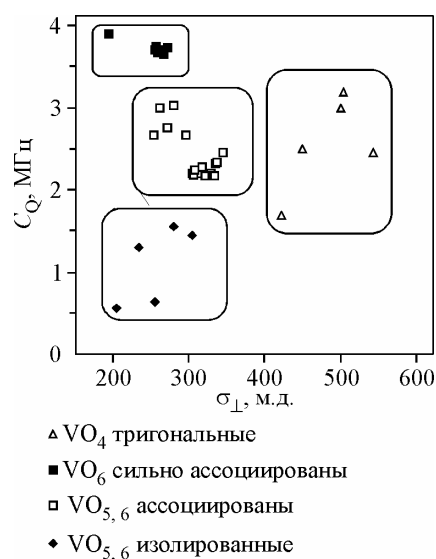 4
3
2
1
0
C_Q, МГц
200 300 400 500 600
σ⊥, м.д.
△ VO₄ тригональные
■ VO₆ сильно ассоциированы
□ VO₅, ₆ ассоциированы
◆ VO₅, ₆ изолированные